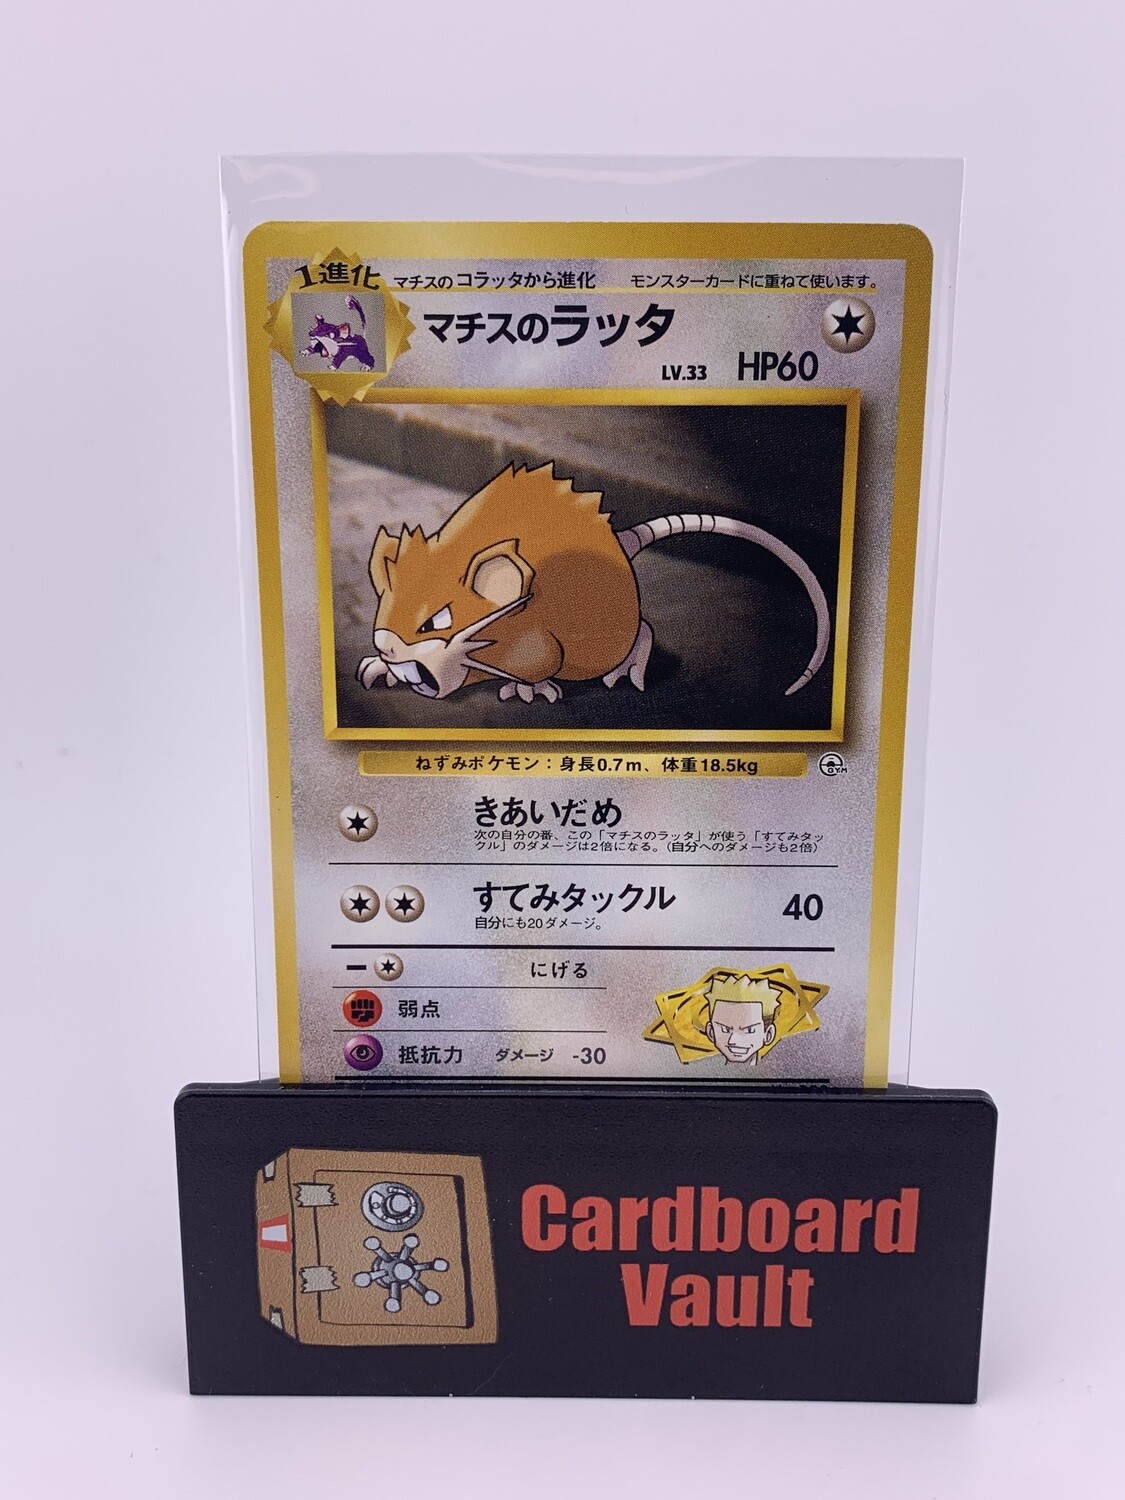 1進化
マチスのコラッタから進化 モンスターカードに重ねて使います。
マチスのラッタ
LV.33 HP60
ねずみポケモン：身長0.7m、体重18.5kg
GYM
きあいだめ
次の自分の番、この「マチスのラッタ」が使う「すてみタッ
クル」のダメージは2倍になる。（自分へのダメージも2倍）
すてみタックル 40
自分にも20ダメージ。
にげる
弱点
抵抗力 ダメージ -30
Cardboard
Vault